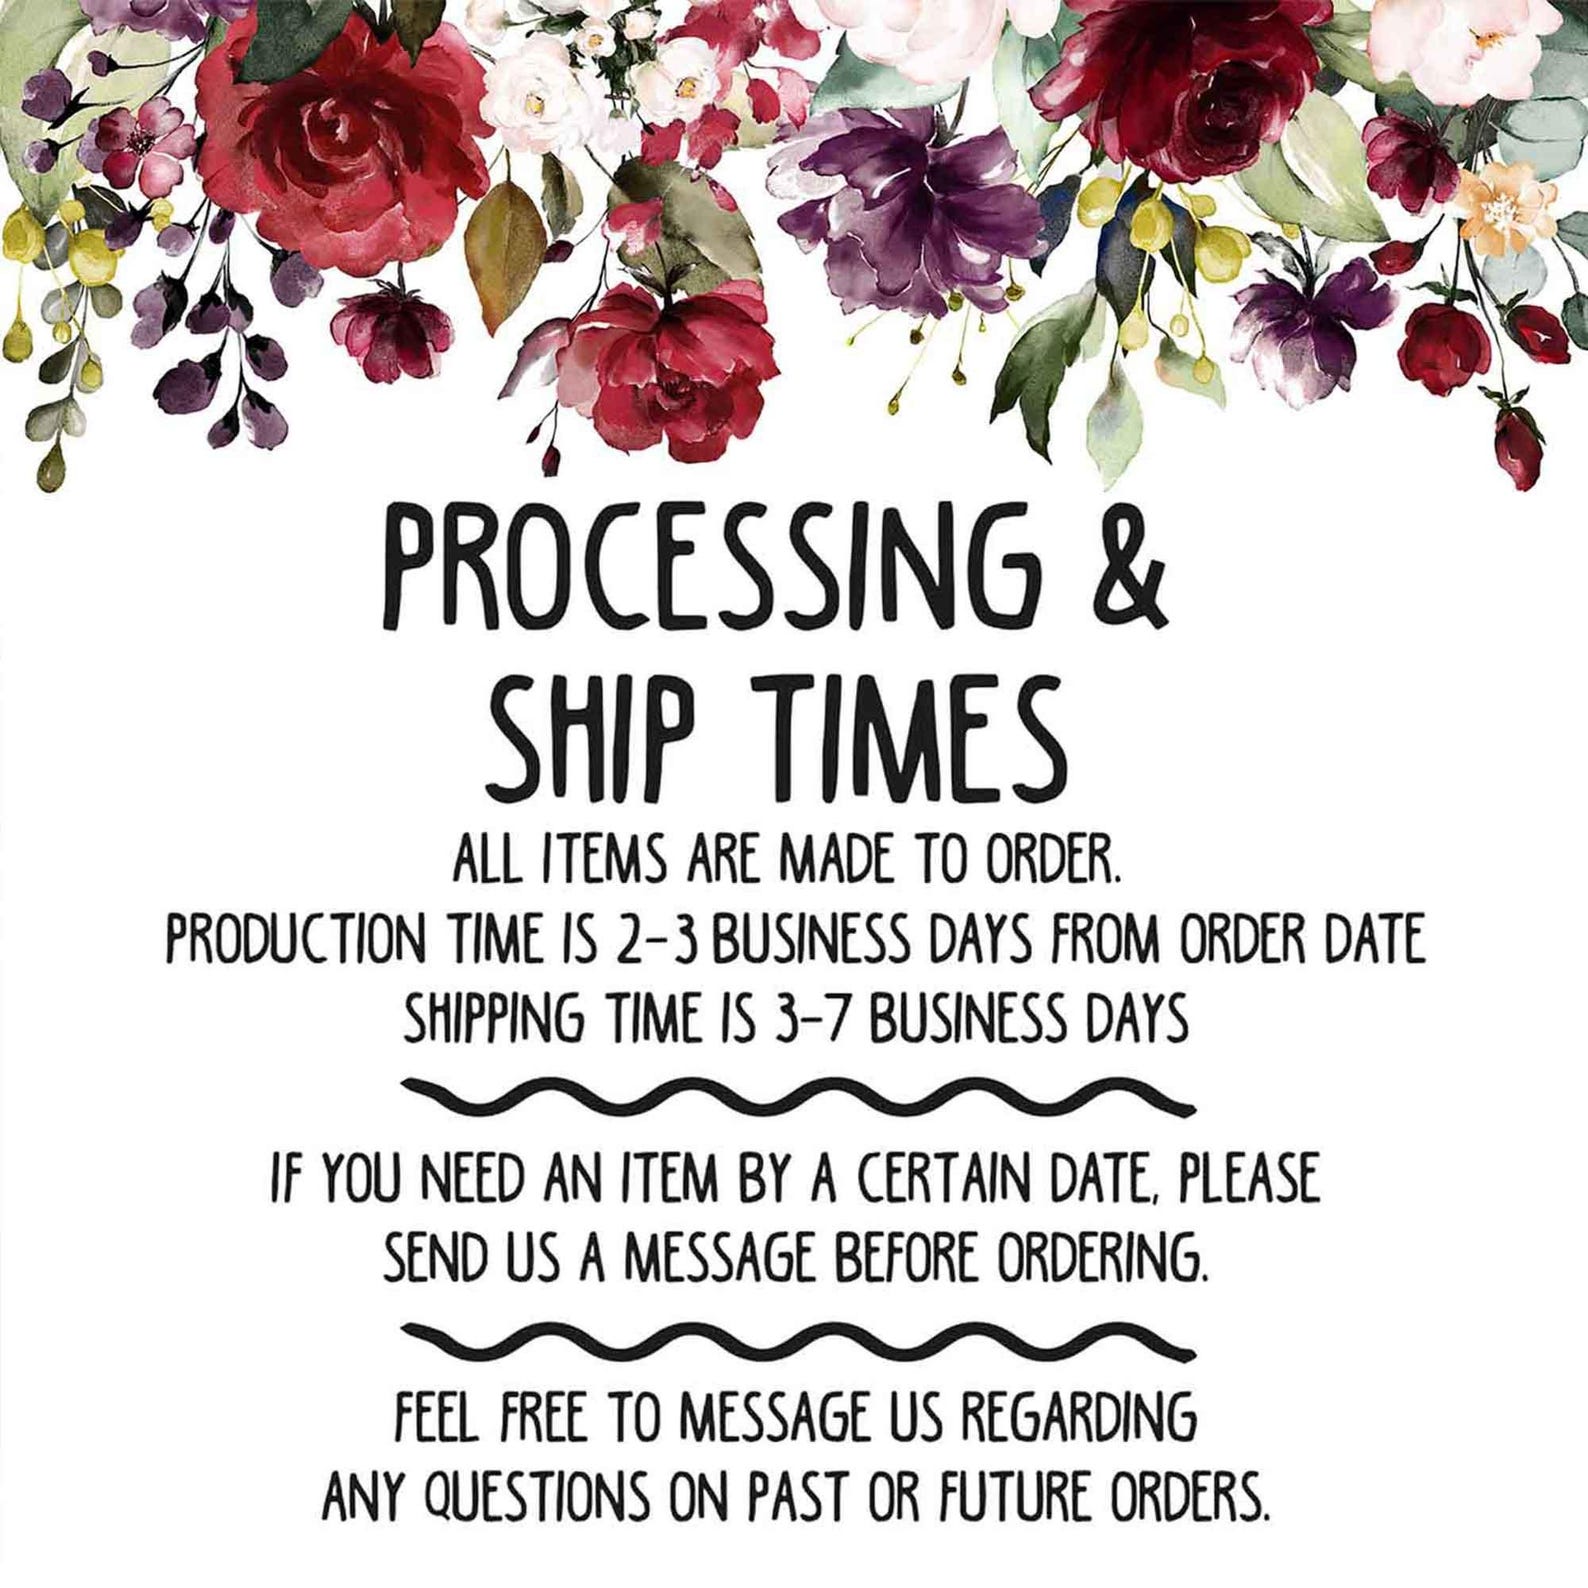 PROCESSING &
SHIP TIMES
ALL ITEMS ARE MADE TO ORDER.
PRODUCTION TIME IS 2-3 BUSINESS DAYS FROM ORDER DATE
SHIPPING TIME IS 3-7 BUSINESS DAYS
IF YOU NEED AN ITEM BY A CERTAIN DATE, PLEASE
SEND US A MESSAGE BEFORE ORDERING.
FEEL FREE TO MESSAGE US REGARDING
ANY QUESTIONS ON PAST OR FUTURE ORDERS.